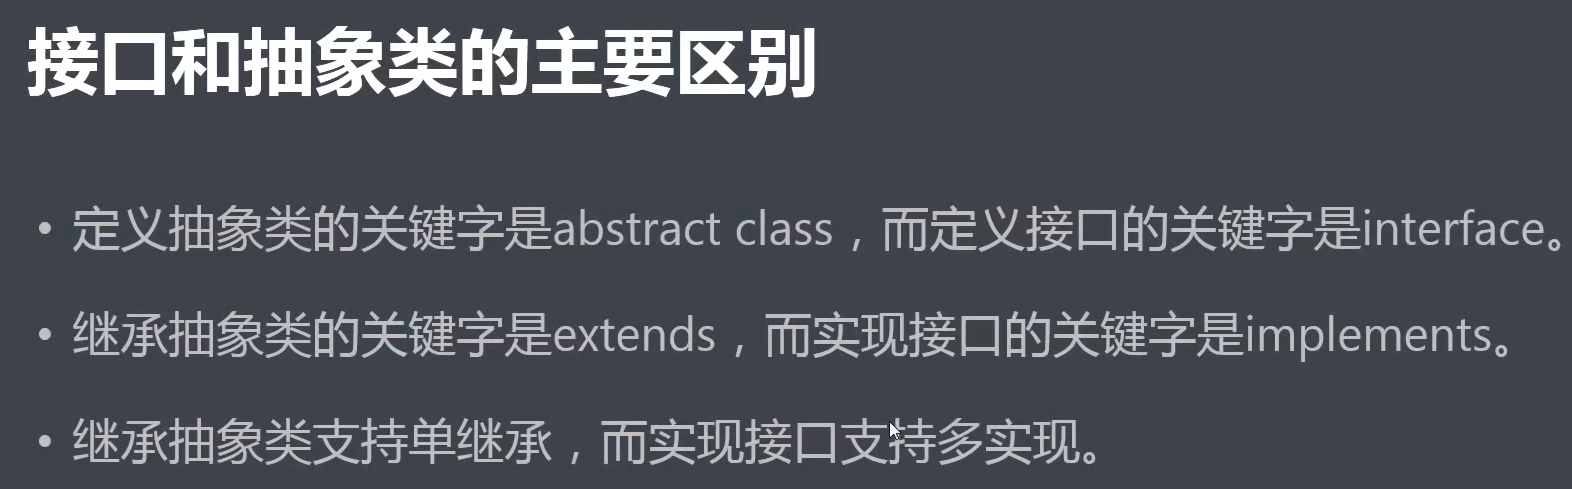 接口和抽象类的主要区别
• 定义抽象类的关键字是abstract class，而定义接口的关键字是interface。
• 继承抽象类的关键字是extends，而实现接口的关键字是implements。
• 继承抽象类支持单继承，而实现接口支持多实现。